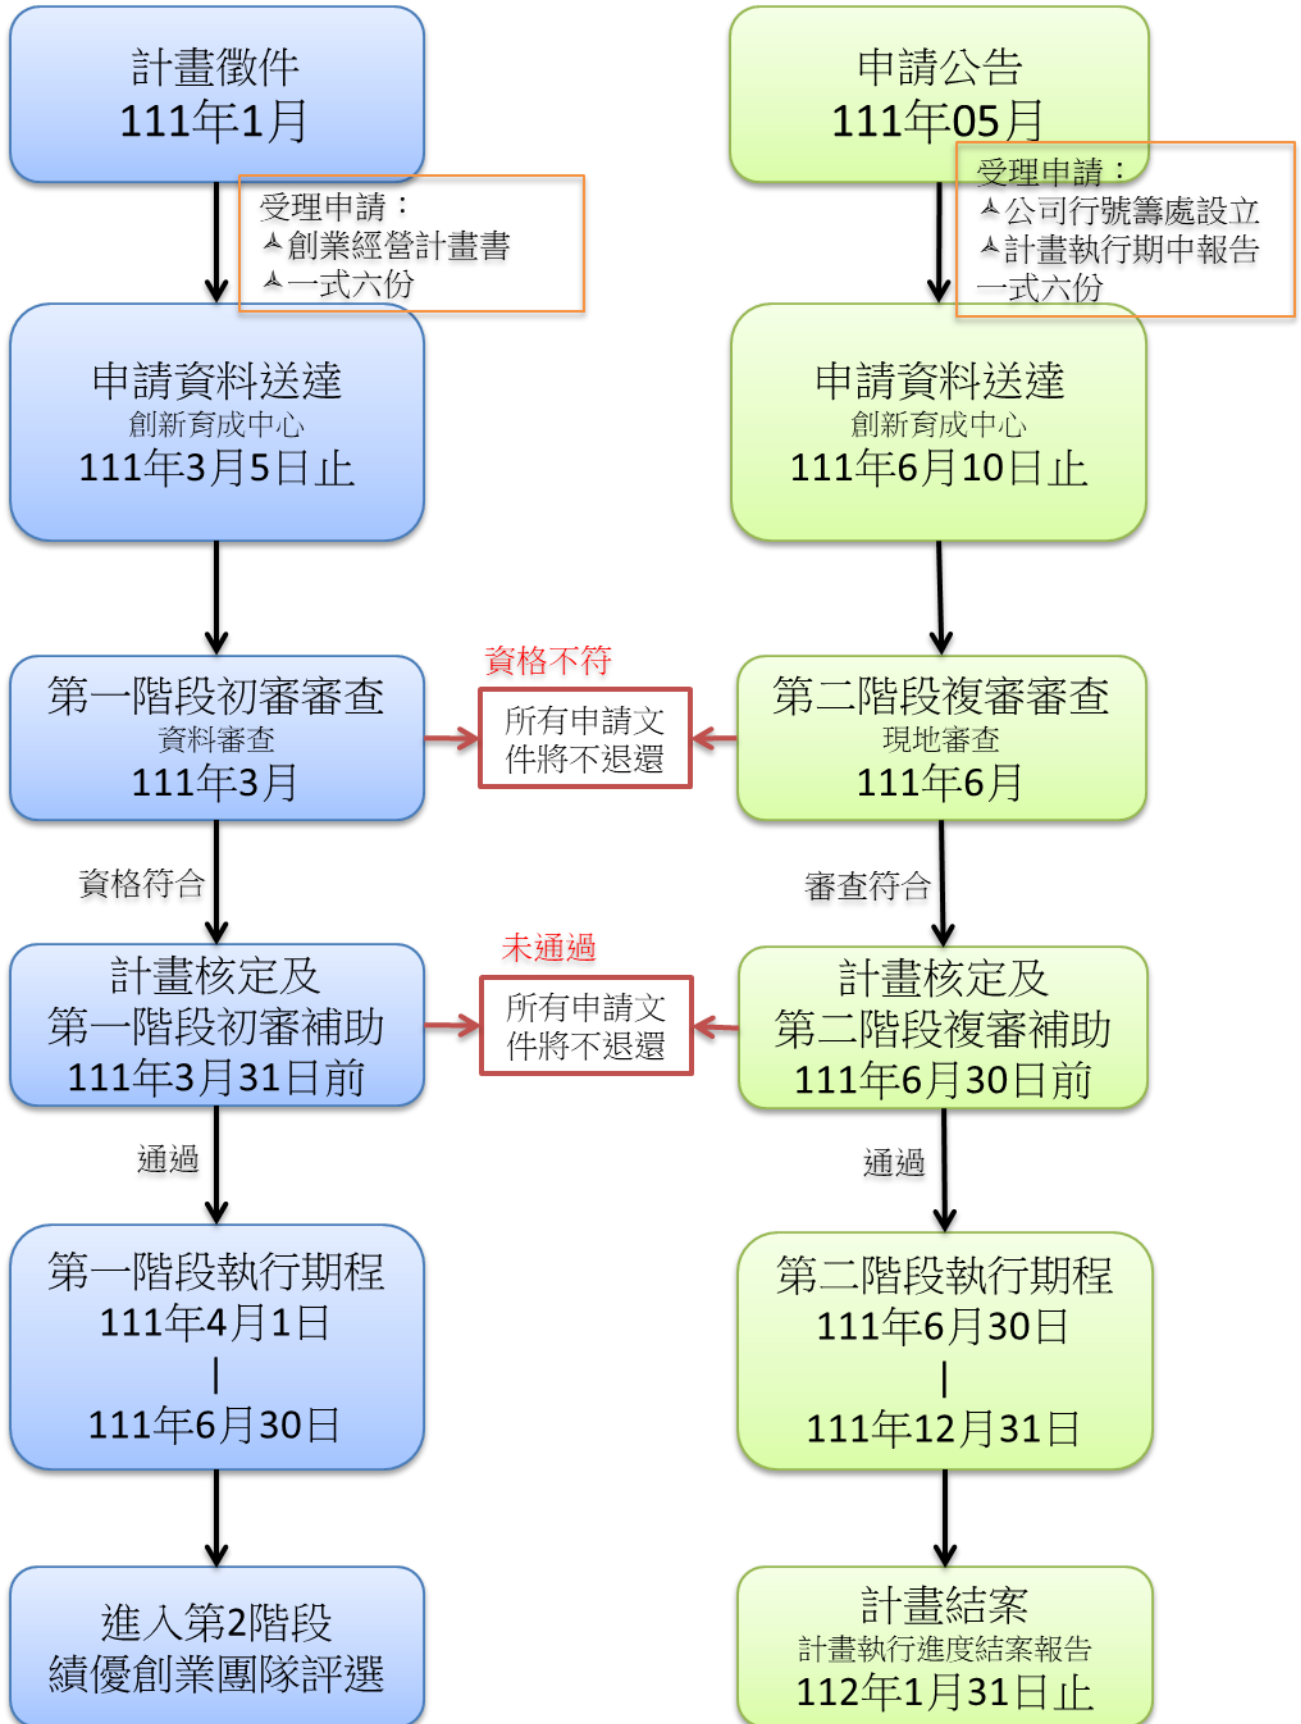 計畫徵件
111年1月
受理申請：
創業經營計畫書
一式六份
申請資料送達
創新育成中心
111年3月5日止
第一階段初審審查
資料審查
111年3月
資格符合
計畫核定及
第一階段初審補助
111年3月31日前
通過
第一階段執行期程
111年4月1日
|
111年6月30日
進入第2階段
績優創業團隊評選
資格不符
所有申請文
件將不退還
未通過
所有申請文
件將不退還
申請公告
111年05月
受理申請：
公司行號籌處設立
計畫執行期中報告
一式六份
申請資料送達
創新育成中心
111年6月10日止
第二階段複審審查
現地審查
111年6月
審查符合
計畫核定及
第二階段複審補助
111年6月30日前
通過
第二階段執行期程
111年6月30日
|
111年12月31日
計畫結案
計畫執行進度結案報告
112年1月31日止